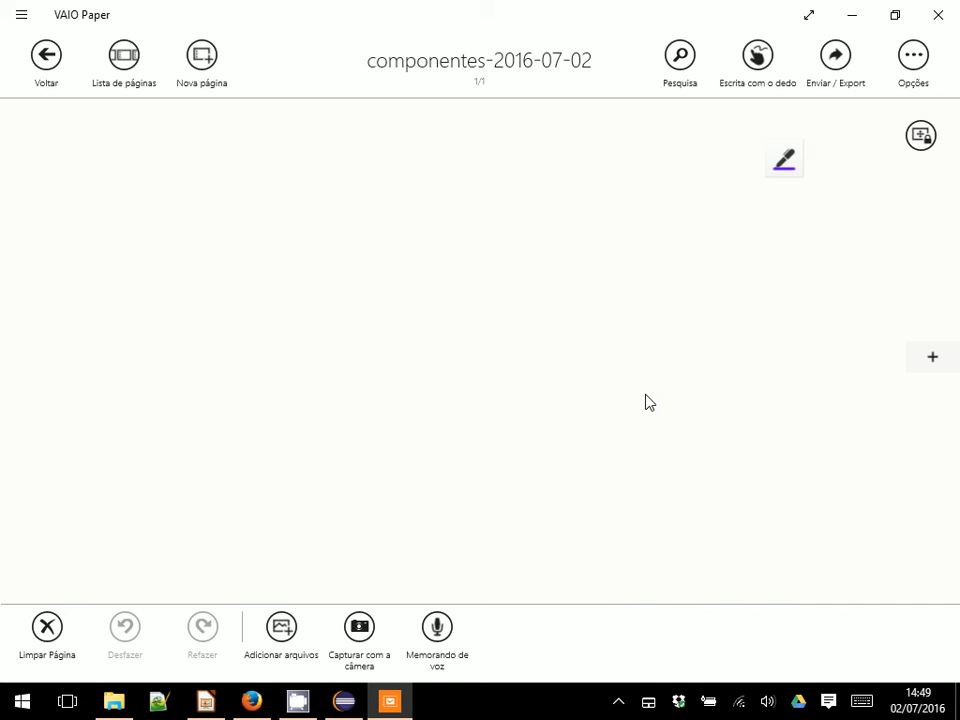 VAIO Paper
Voltar
Lista de páginas
Nova página
componentes-2016-07-02
1/1
Pesquisa
Escrita com o dedo
Enviar / Export
Opções
Limpar Página
Desfazer
Refazer
Adicionar arquivos
Capturar com a
câmera
Memorando de
voz
14:49
02/07/2016